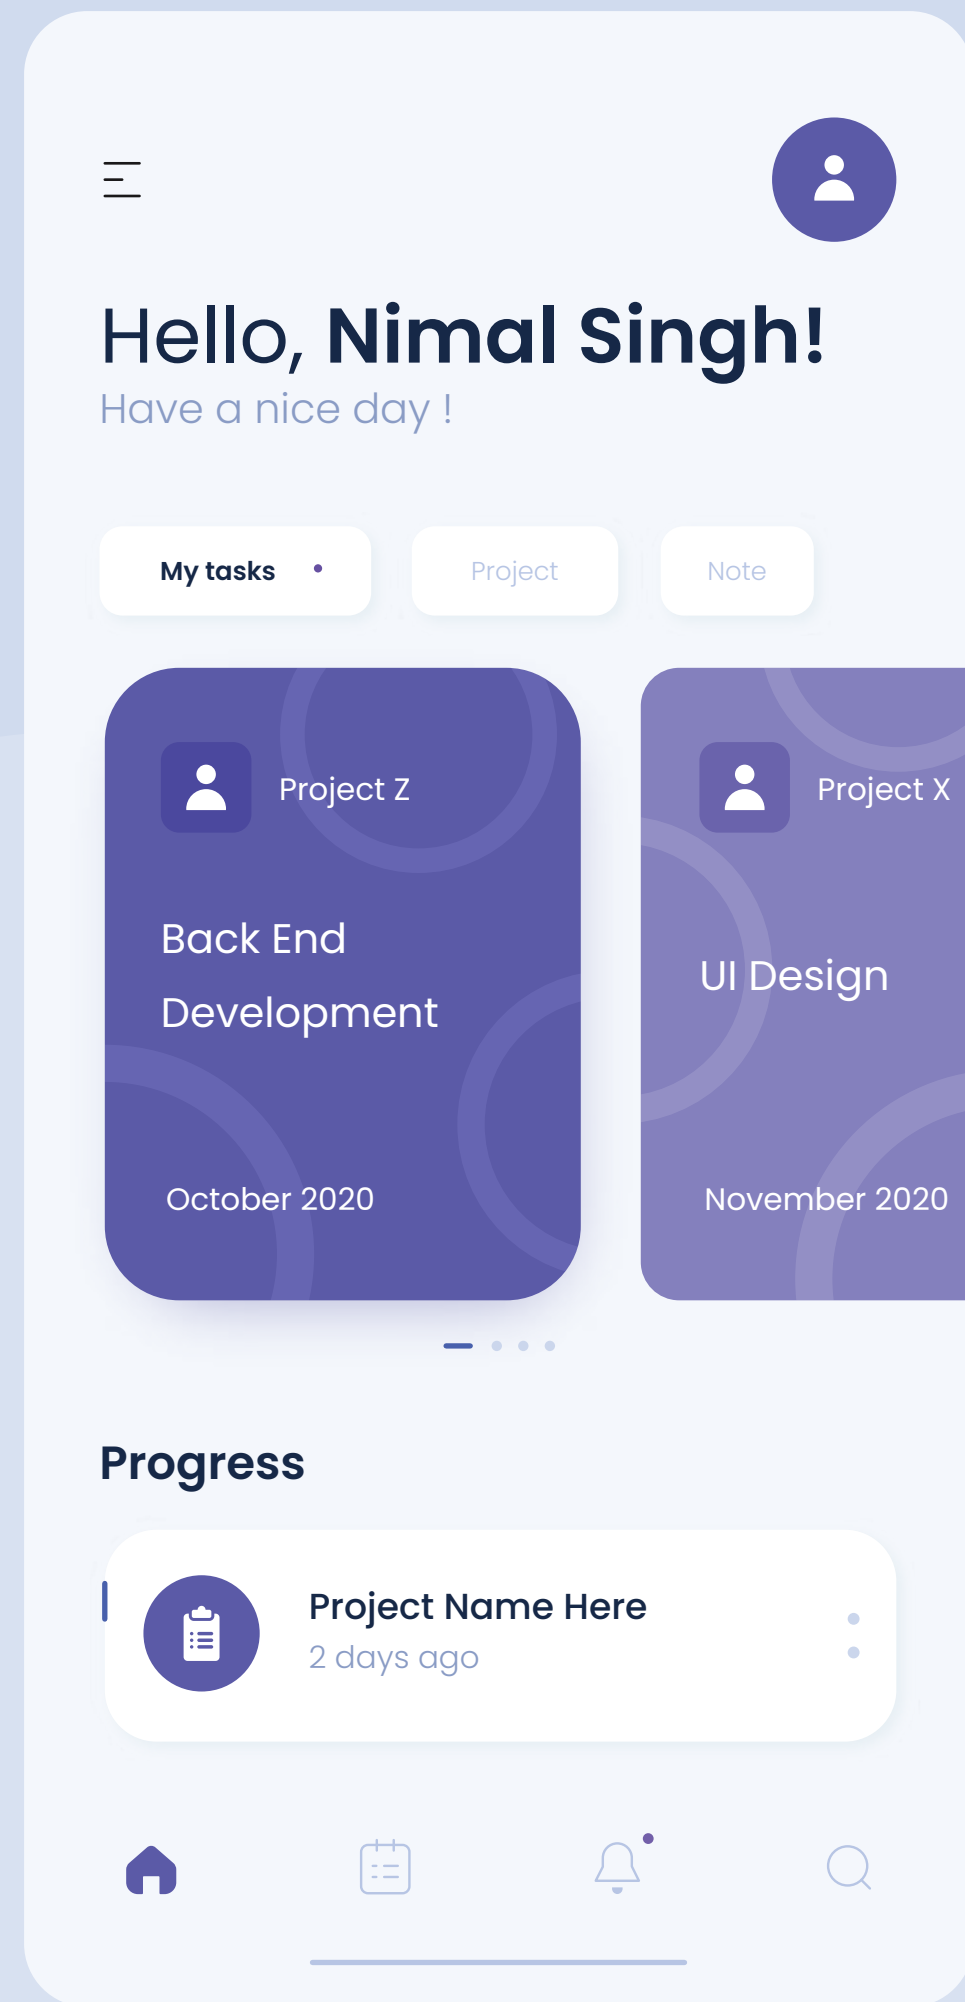 Hello, Nimal Singh!
Have a nice day !
My tasks
Project
Note
Project Z
Back End
Development
October 2020
Project X
UI Design
November 2020
Progress
Project Name Here
2 days ago